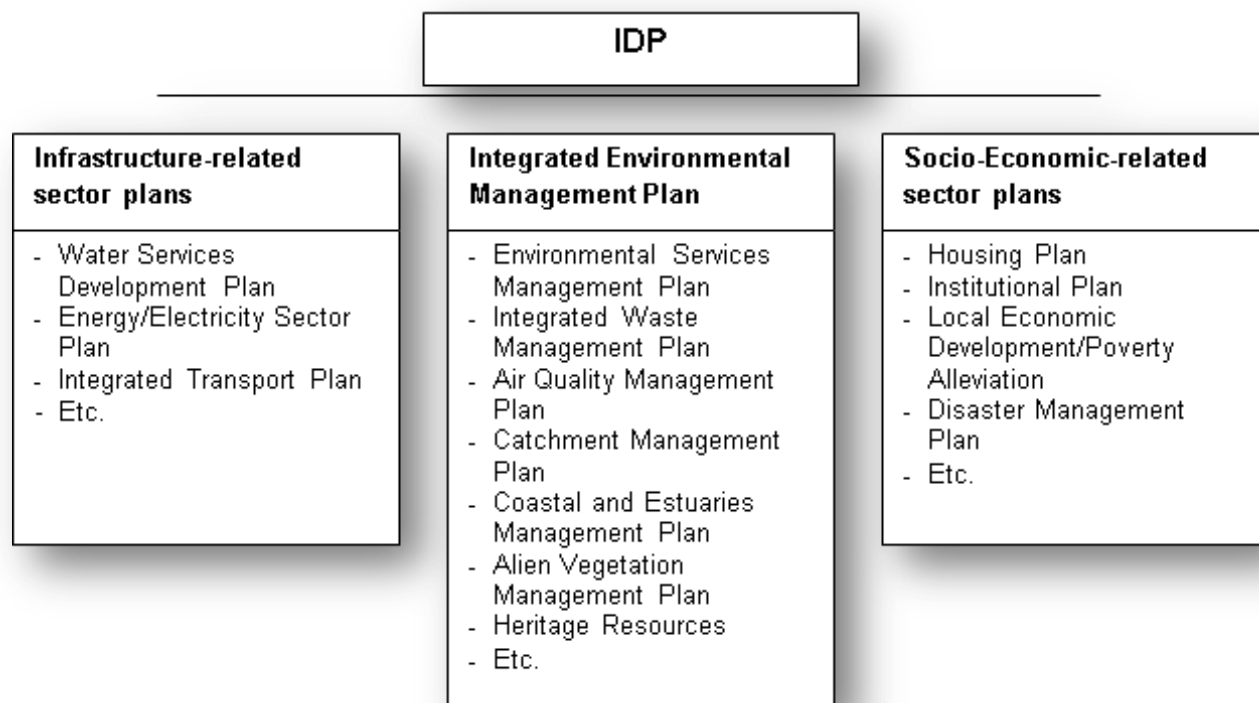 IDP
Infrastructure-related
sector plans
- Water Services
Development Plan
- Energy/Electricity Sector
Plan
- Integrated Transport Plan
- Etc.
Integrated Environmental
Management Plan
- Environmental Services
Management Plan
- Integrated Waste
Management Plan
- Air Quality Management
Plan
- Catchment Management
Plan
- Coastal and Estuaries
Management Plan
- Alien Vegetation
Management Plan
- Heritage Resources
- Etc.
Socio-Economic-related
sector plans
- Housing Plan
- Institutional Plan
- Local Economic
Development/Poverty
Alleviation
- Disaster Management
Plan
- Etc.